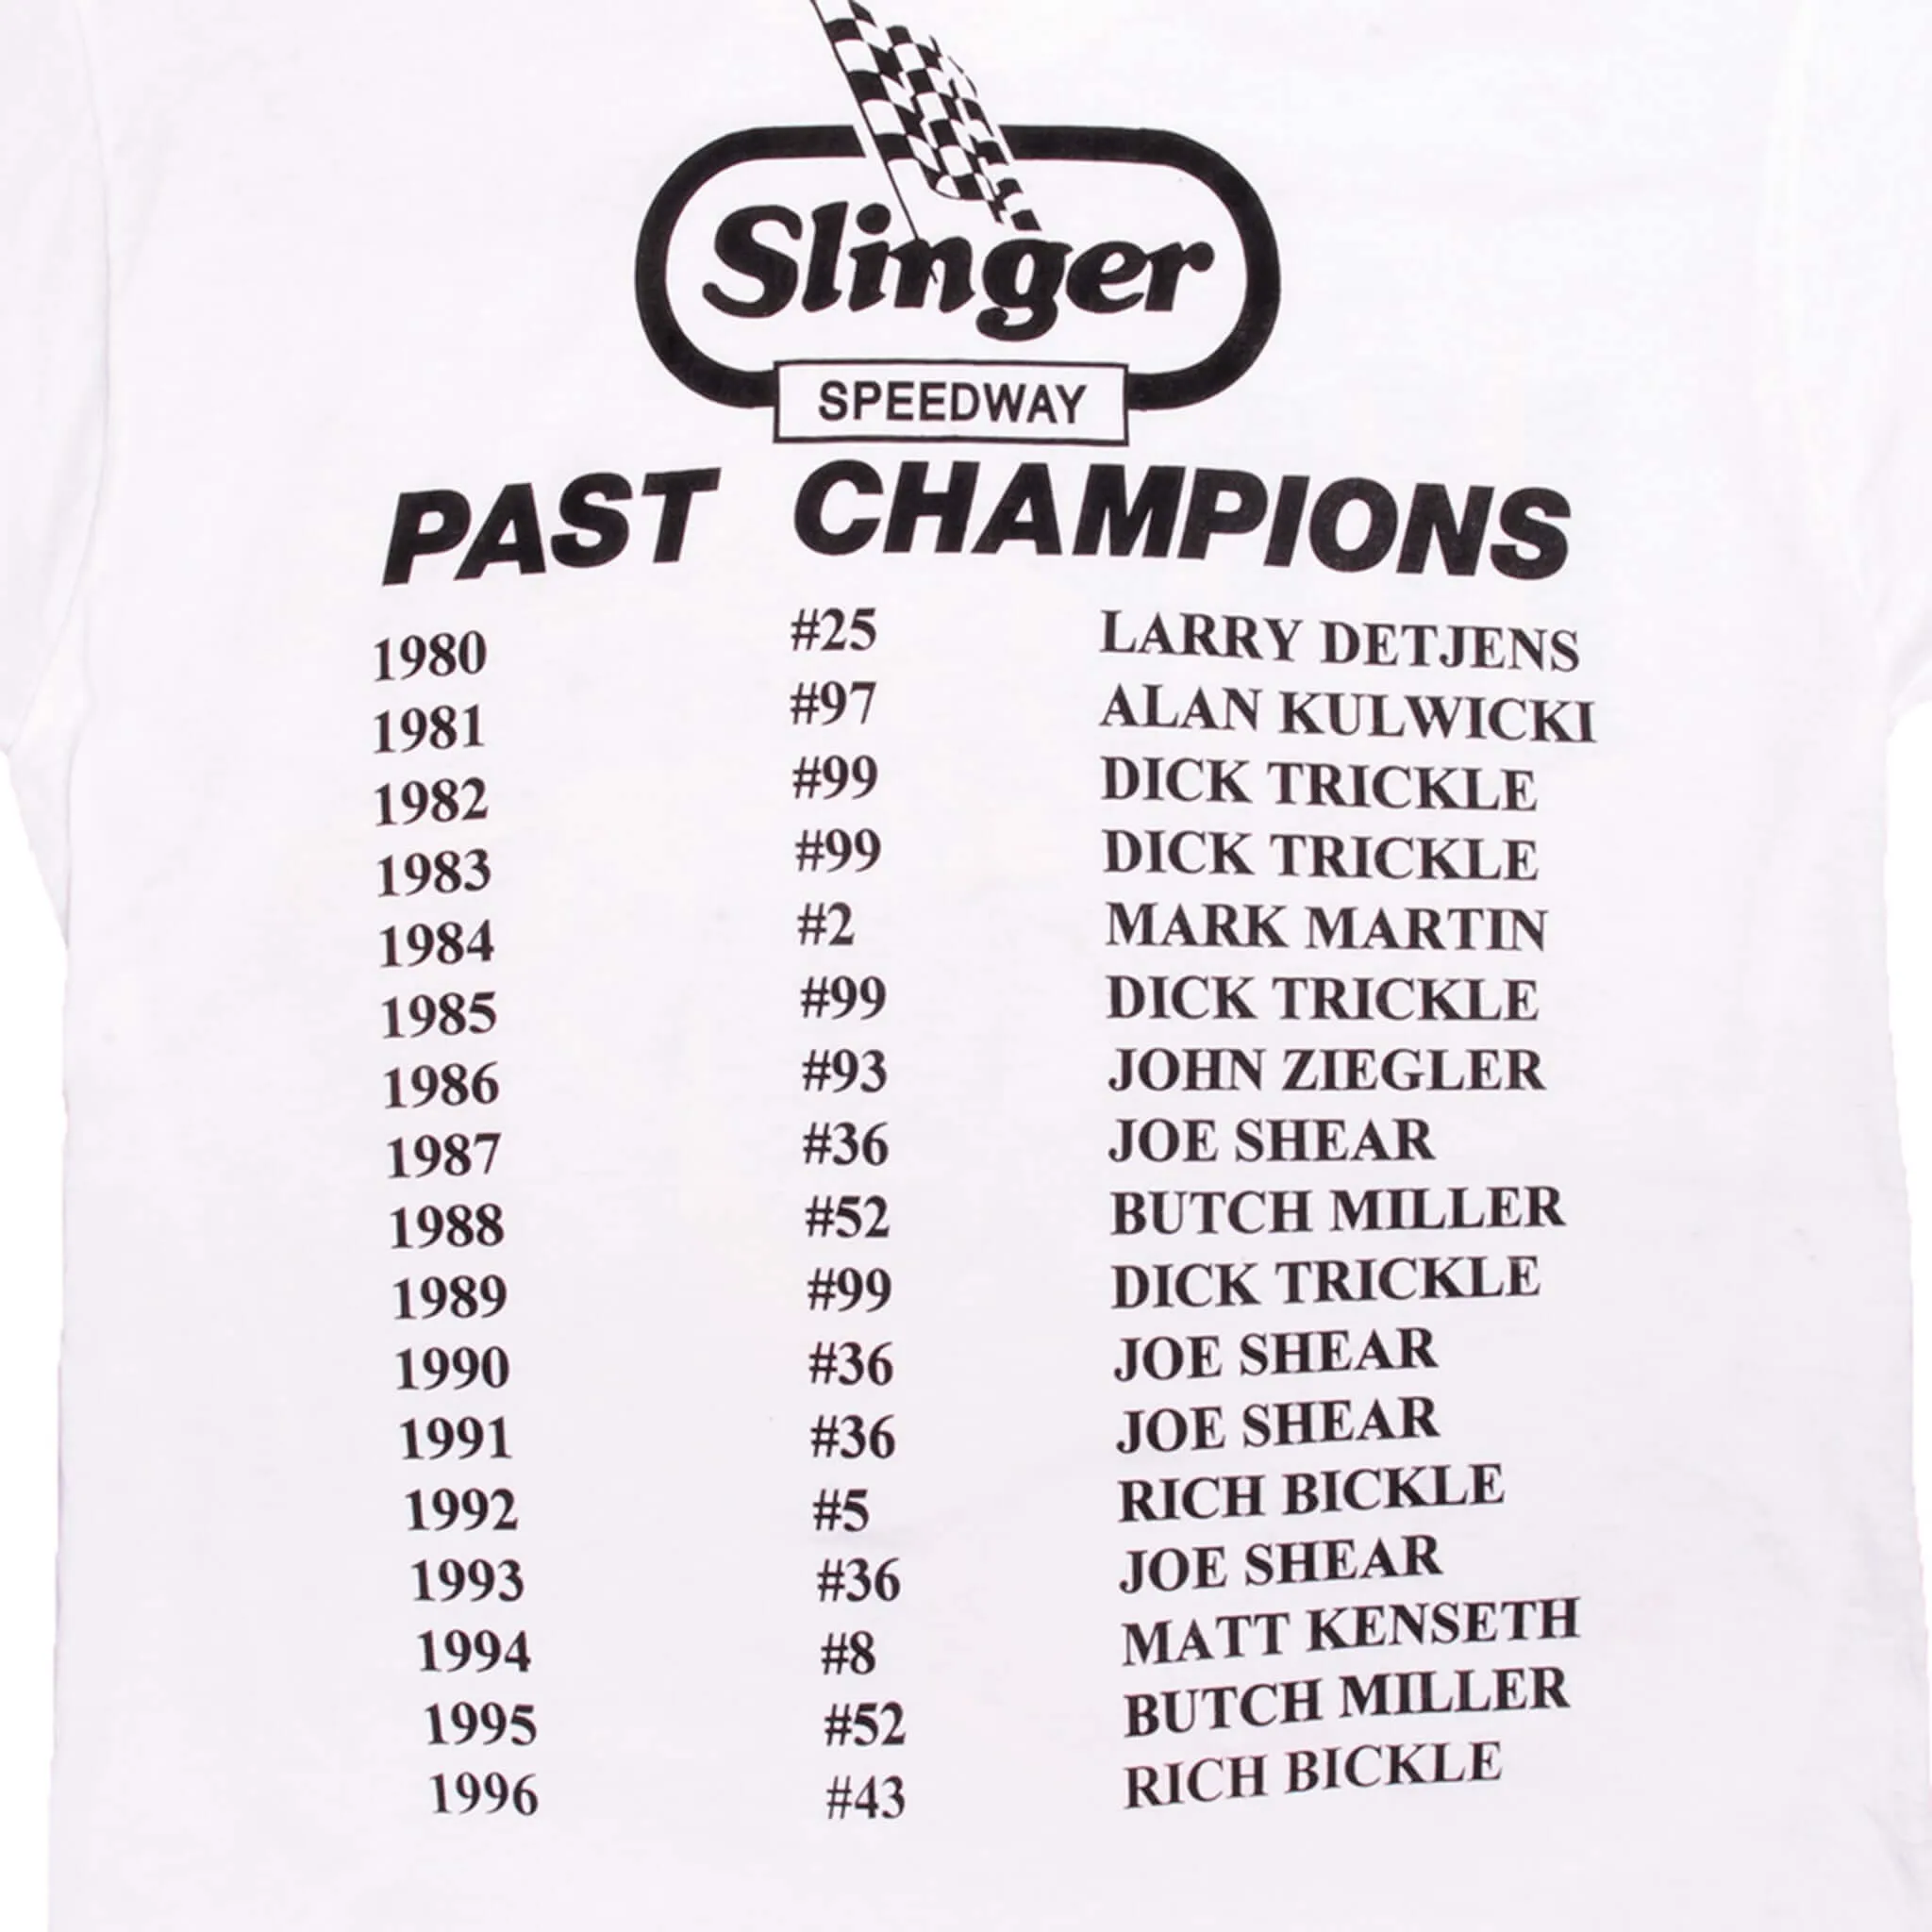 Slinger
SPEEDWAY
PAST CHAMPIONS
1980 #25 LARRY DETJENS
1981 #97 ALAN KULWICKI
1982 #99 DICK TRICKLE
1983 #99 DICK TRICKLE
1984 #2 MARK MARTIN
1985 #99 DICK TRICKLE
1986 #93 JOHN ZIEGLER
1987 #36 JOE SHEAR
1988 #52 BUTCH MILLER
1989 #99 DICK TRICKLE
1990 #36 JOE SHEAR
1991 #36 JOE SHEAR
1992 #5 RICH BICKLE
1993 #36 JOE SHEAR
1994 #8 MATT KENSETH
1995 #52 BUTCH MILLER
1996 #43 RICH BICKLE